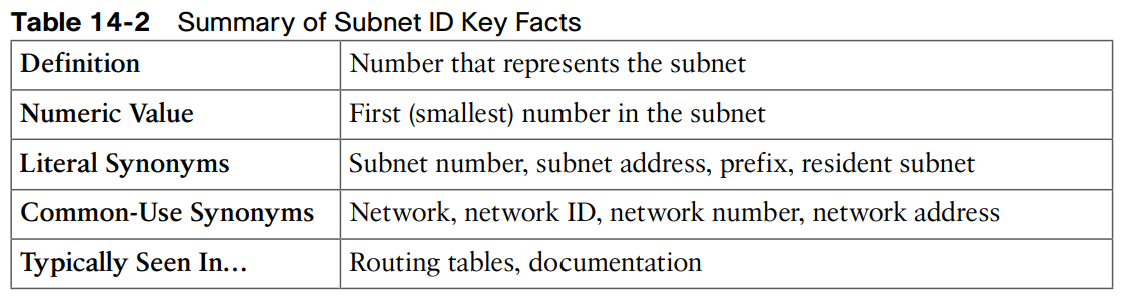 Table 14-2 Summary of Subnet ID Key Facts
Definition Number that represents the subnet
Numeric Value First (smallest) number in the subnet
Literal Synonyms Subnet number, subnet address, prefix, resident subnet
Common-Use Synonyms Network, network ID, network number, network address
Typically Seen In… Routing tables, documentation